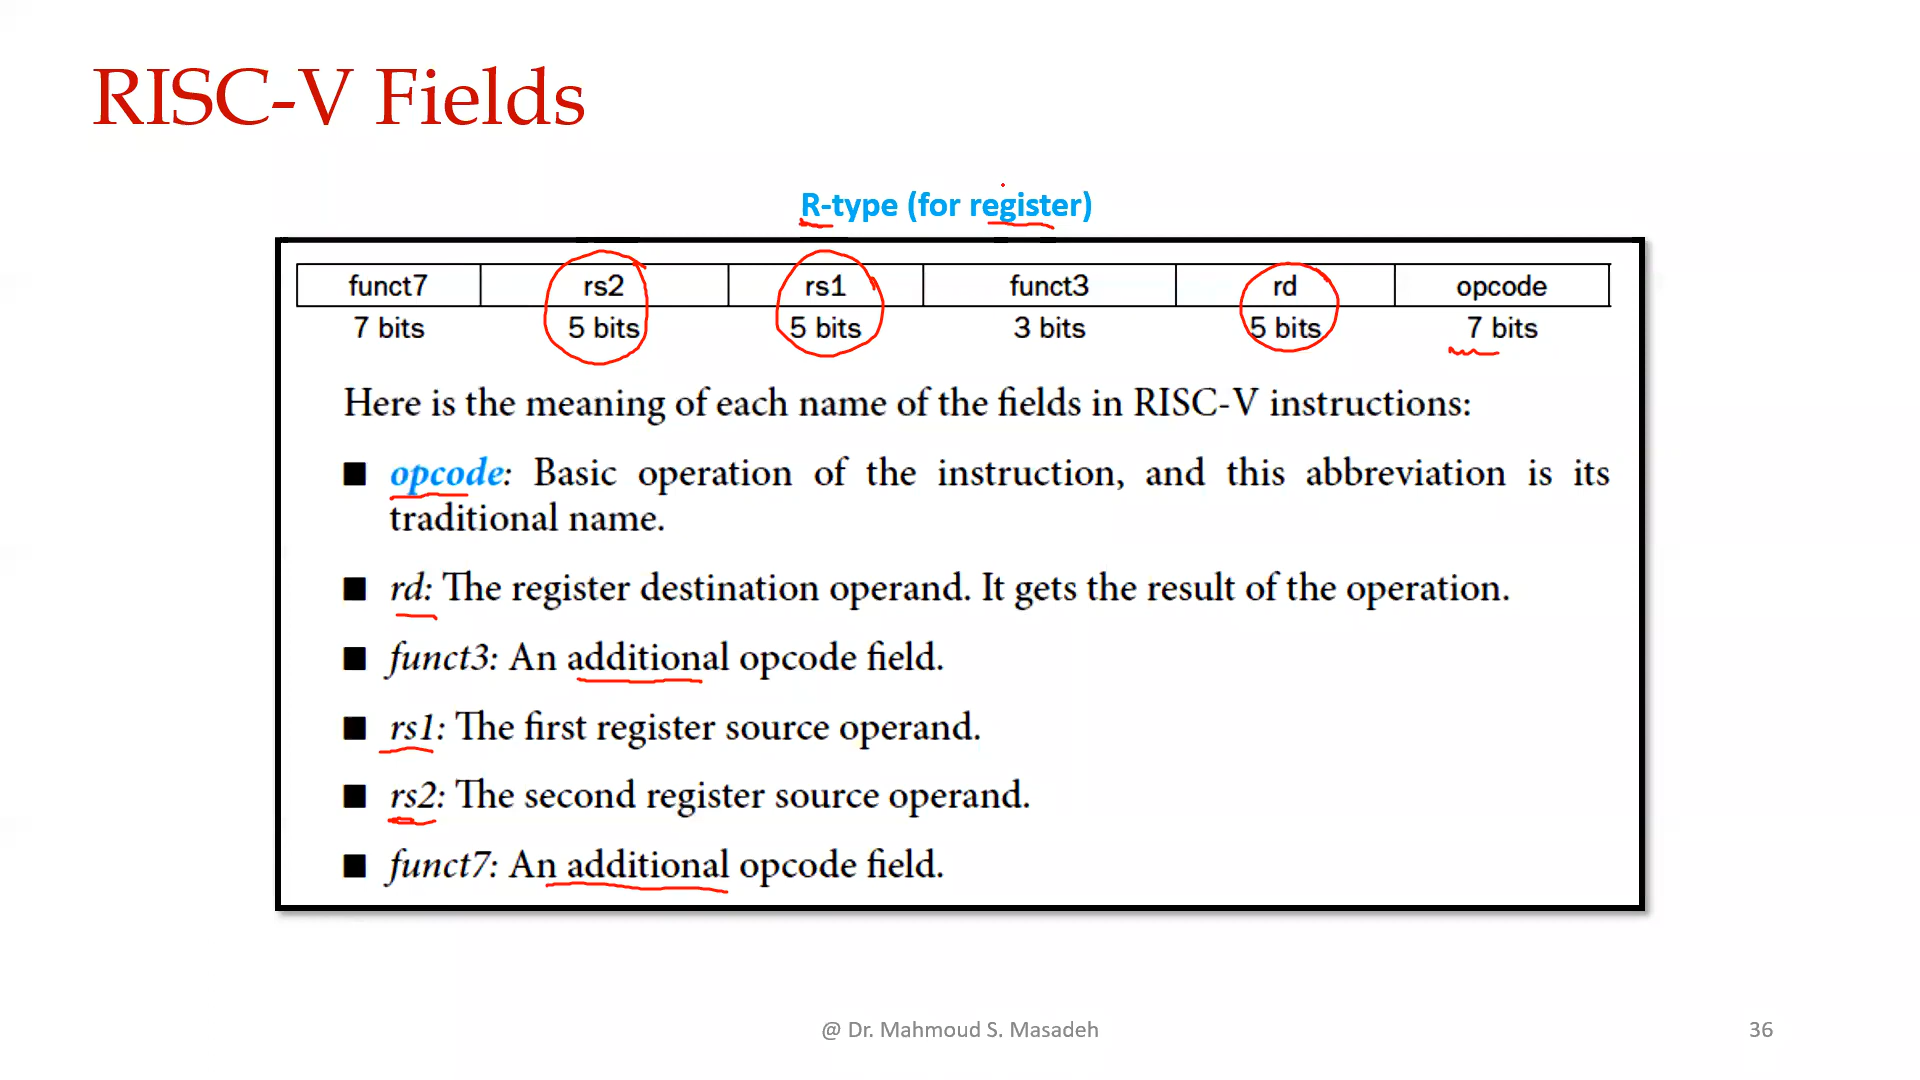 RISC-V Fields
R-type (for register)
funct7 rs2 rs1 funct3 rd opcode
7 bits 5 bits 5 bits 3 bits 5 bits 7 bits
Here is the meaning of each name of the fields in RISC-V instructions:
■ opcode: Basic operation of the instruction, and this abbreviation is its
traditional name.
■ rd: The register destination operand. It gets the result of the operation.
■ funct3: An additional opcode field.
■ rs1: The first register source operand.
■ rs2: The second register source operand.
■ funct7: An additional opcode field.
@ Dr. Mahmoud S. Masadeh
36